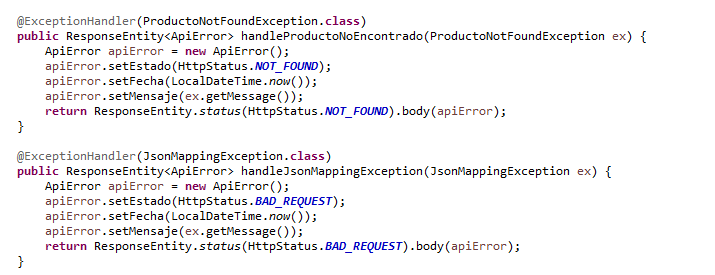 @ExceptionHandler(ProductoNotFoundException.class)
public ResponseEntity<ApiError> handleProductoNoEncontrado(ProductoNotFoundException ex) {
    ApiError apiError = new ApiError();
    apiError.setEstado(HttpStatus.NOT_FOUND);
    apiError.setFecha(LocalDateTime.now());
    apiError.setMensaje(ex.getMessage());
    return ResponseEntity.status(HttpStatus.NOT_FOUND).body(apiError);
}
@ExceptionHandler(JsonMappingException.class)
public ResponseEntity<ApiError> handleJsonMappingException(JsonMappingException ex) {
    ApiError apiError = new ApiError();
    apiError.setEstado(HttpStatus.BAD_REQUEST);
    apiError.setFecha(LocalDateTime.now());
    apiError.setMensaje(ex.getMessage());
    return ResponseEntity.status(HttpStatus.BAD_REQUEST).body(apiError);
}